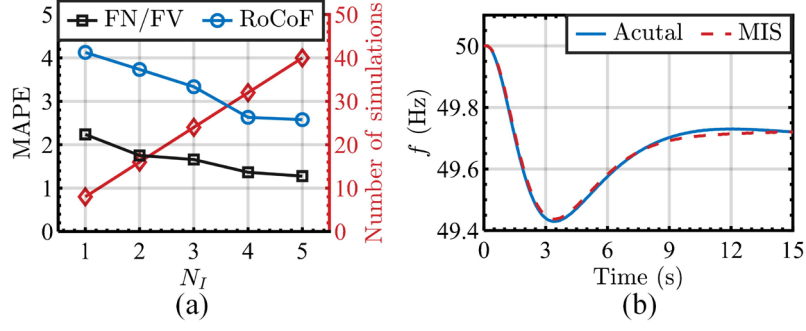 FN/FV RoCoF
5
4
3
2
1
0
MAPE
50
40
30
20
10
0
Number of simulations
1 2 3 4 5
N_I
(a)
Acutal MIS
50
49.8
49.6
49.4
f (Hz)
0 3 6 9 12 15
Time (s)
(b)